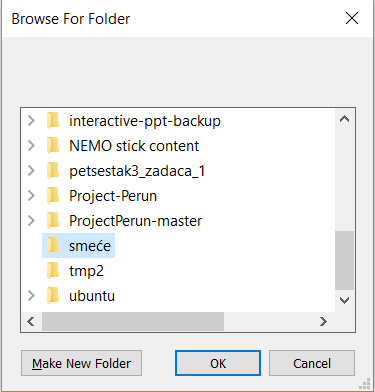 Browse For Folder
interactive-ppt-backup
NEMO stick content
petsestak3_zadaca_1
Project-Perun
ProjectPerun-master
smeće
tmp2
ubuntu
Make New Folder OK Cancel